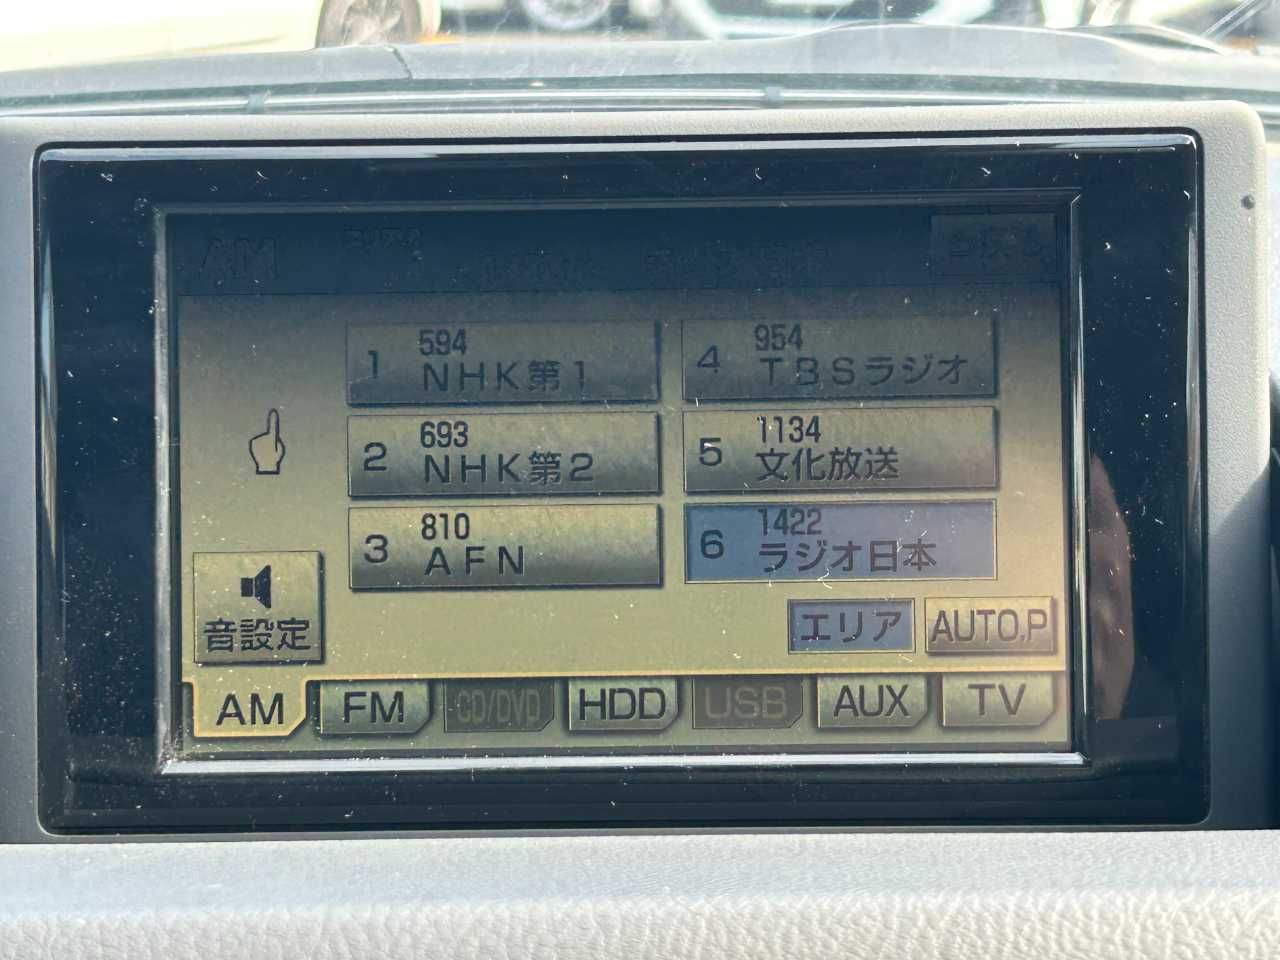 AM
1 594 NHK第1
4 954 TBSラジオ
2 693 NHK第2
5 1134 文化放送
3 810 AFN
6 1422 ラジオ日本
音設定
エリア
AUTO.P
AM FM CD/DVD HDD USB AUX TV